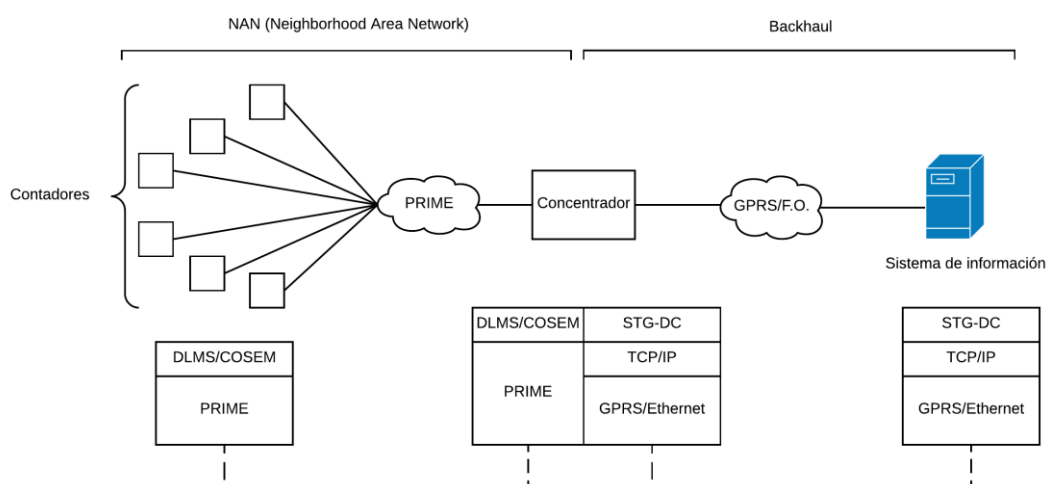 NAN (Neighborhood Area Network)
Backhaul
Contadores
PRIME
Concentrador
GPRS/F.O.
Sistema de información
DLMS/COSEM
PRIME
DLMS/COSEM
PRIME
STG-DC
TCP/IP
GPRS/Ethernet
STG-DC
TCP/IP
GPRS/Ethernet